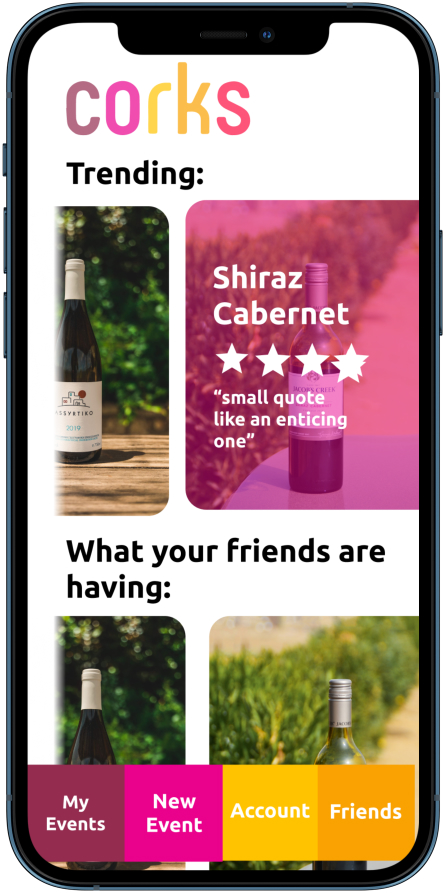 corks
Trending:
Shiraz
Cabernet
ASSYRTIKO
2019
JACOB'S CREEK
“small quote
like an enticing
one”
What your friends are
having:
My
Events
New
Event
Account
Friends